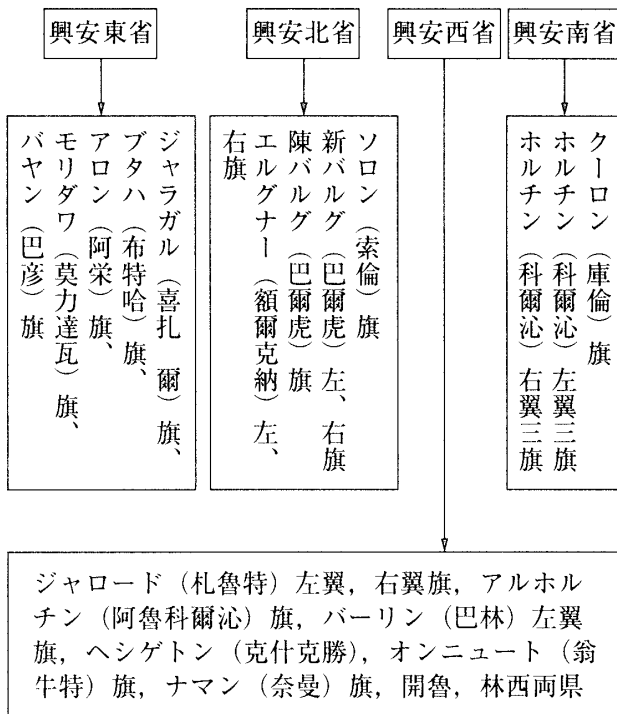 興安東省
興安北省
興安西省
興安南省
ジャラガル（喜扎　爾）旗、
ブタハ（布特哈）旗、
アロン（阿栄）旗、
モリダワ（莫力達瓦）旗、
バヤン（巴彦）旗
ソロン（索倫）旗
新バルグ（巴爾虎）左、右旗
陳バルグ（巴爾虎）旗
エルグナー（額爾克納）左、
右旗
クーロン（庫倫）旗
ホルチン（科爾沁）左翼三旗
ホルチン（科爾沁）右翼三旗
ジャロード（札魯特）左翼，右翼旗，アルホル
チン（阿魯科爾沁）旗，バーリン（巴林）左翼
旗，ヘシゲトン（克什克勝），オンニュート（翁
牛特）旗，ナマン（奈曼）旗，開魯，林西両県